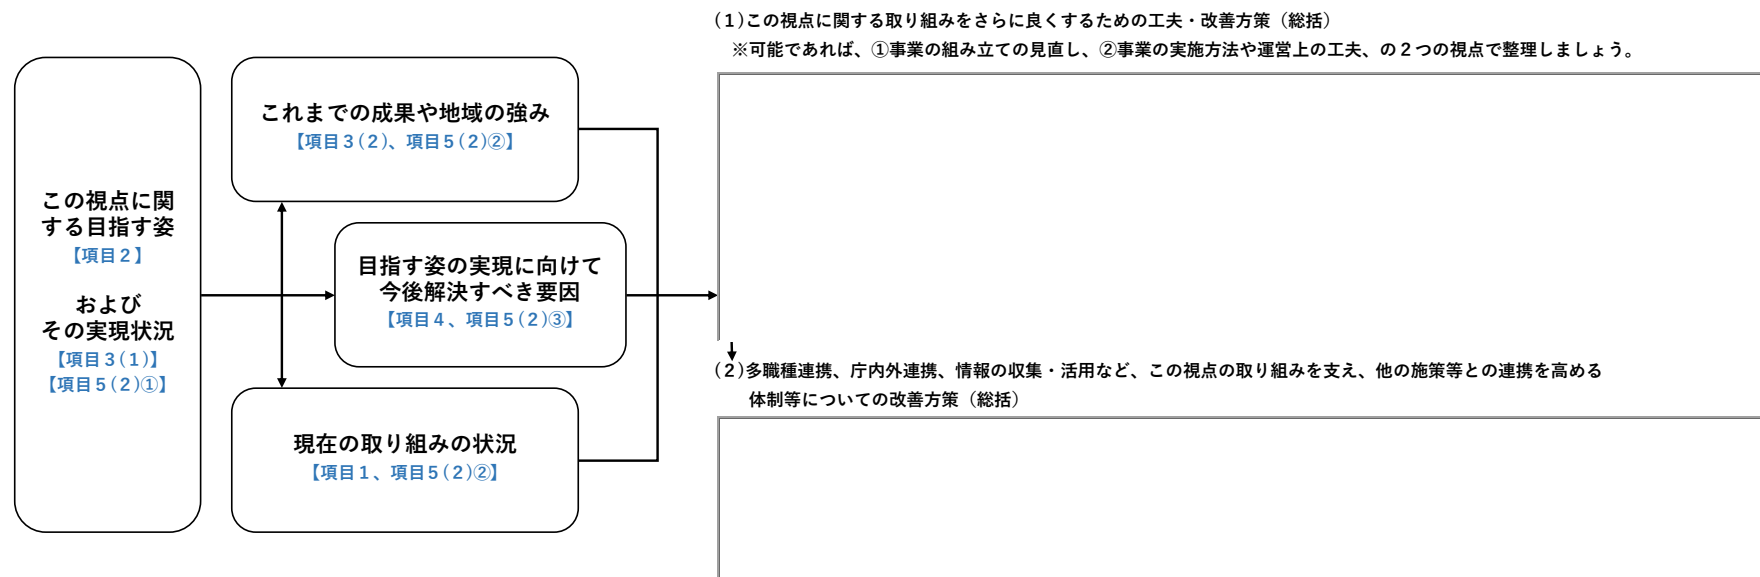 この視点に関
する目指す姿
【項目２】
および
その実現状況
【項目３(１)】
【項目５(２)①】
これまでの成果や地域の強み
【項目３(２)、項目５(２)②】
目指す姿の実現に向けて
今後解決すべき要因
【項目４、項目５(２)③】
現在の取り組みの状況
【項目１、項目５(２)②】
(１)この視点に関する取り組みをさらに良くするための工夫・改善方策（総括）
※可能であれば、①事業の組み立ての見直し、②事業の実施方法や運営上の工夫、の２つの視点で整理しましょう。
(２)多職種連携、庁内外連携、情報の収集・活用など、この視点の取り組みを支え、他の施策等との連携を高める
体制等についての改善方策（総括）